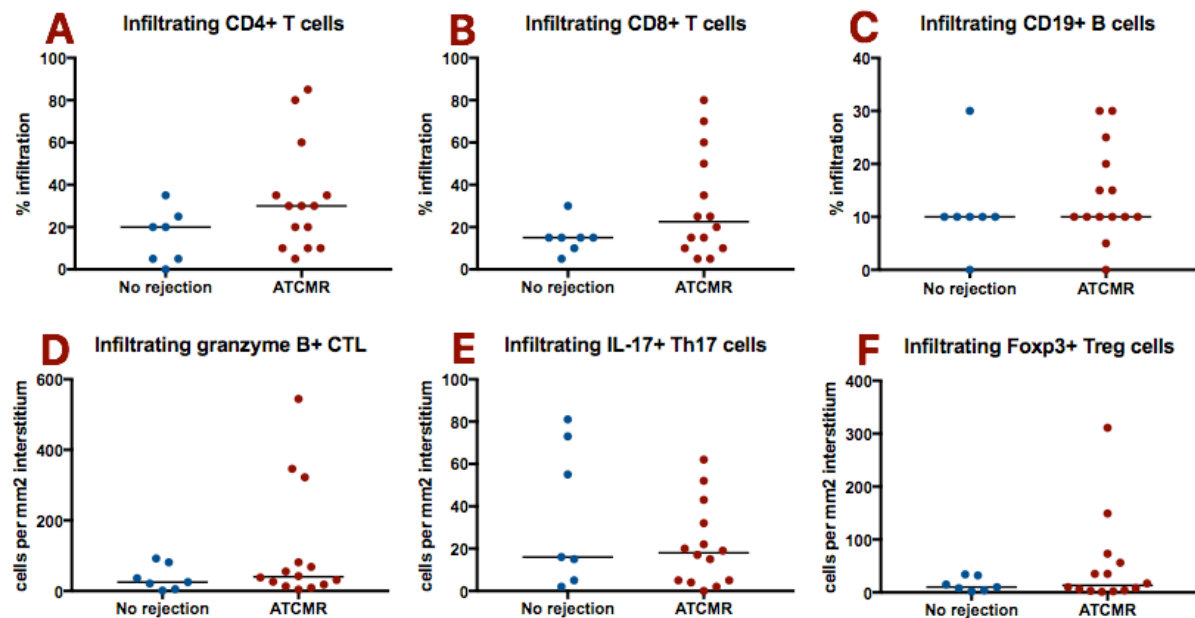 A Infiltrating CD4+ T cells
% infiltration
100
80
60
40
20
0
No rejection ATCMR
B Infiltrating CD8+ T cells
% infiltration
100
80
60
40
20
0
No rejection ATCMR
C Infiltrating CD19+ B cells
% infiltration
40
30
20
10
0
No rejection ATCMR
D Infiltrating granzyme B+ CTL
cells per mm2 interstitium
600
400
200
0
No rejection ATCMR
E Infiltrating IL-17+ Th17 cells
cells per mm2 interstitium
100
80
60
40
20
0
No rejection ATCMR
F Infiltrating Foxp3+ Treg cells
cells per mm2 interstitium
400
300
200
100
0
No rejection ATCMR